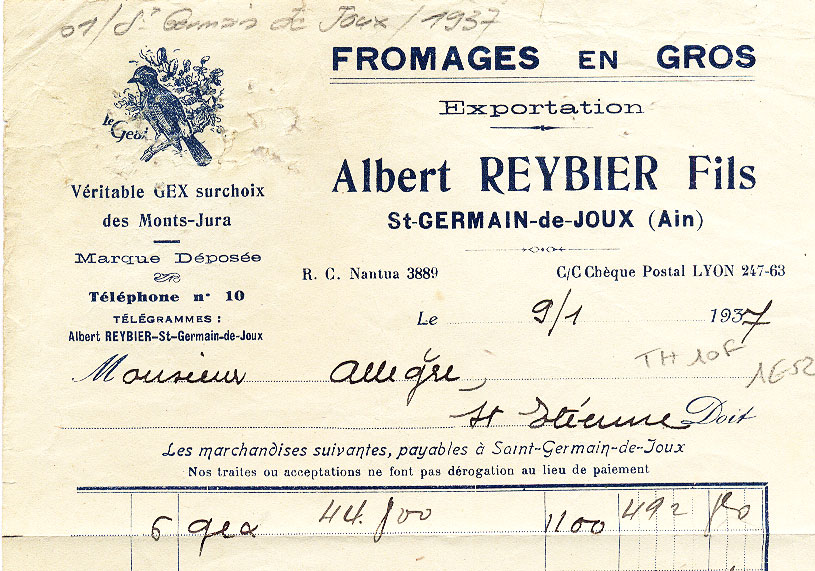 01/St Germain de Joux/1937
FROMAGES EN GROS
Exportation
le Geai
Albert REYBIER Fils
St-GERMAIN-de-JOUX (Ain)
Véritable GEX surchoix
des Monts-Jura
Marque Déposée
Téléphone n° 10
TÉLÉGRAMMES :
Albert REYBIER-St-Germain-de-Joux
R. C. Nantua 3889
C/C Chèque Postal LYON 247-63
Le 9/1 1937
Monsieur Allègre,
TH 10F
1652
St Etienne Doit
Les marchandises suivantes, payables à Saint-Germain-de-Joux
Nos traites ou acceptations ne font pas dérogation au lieu de paiement
6 gex 44.800 1100 492 80